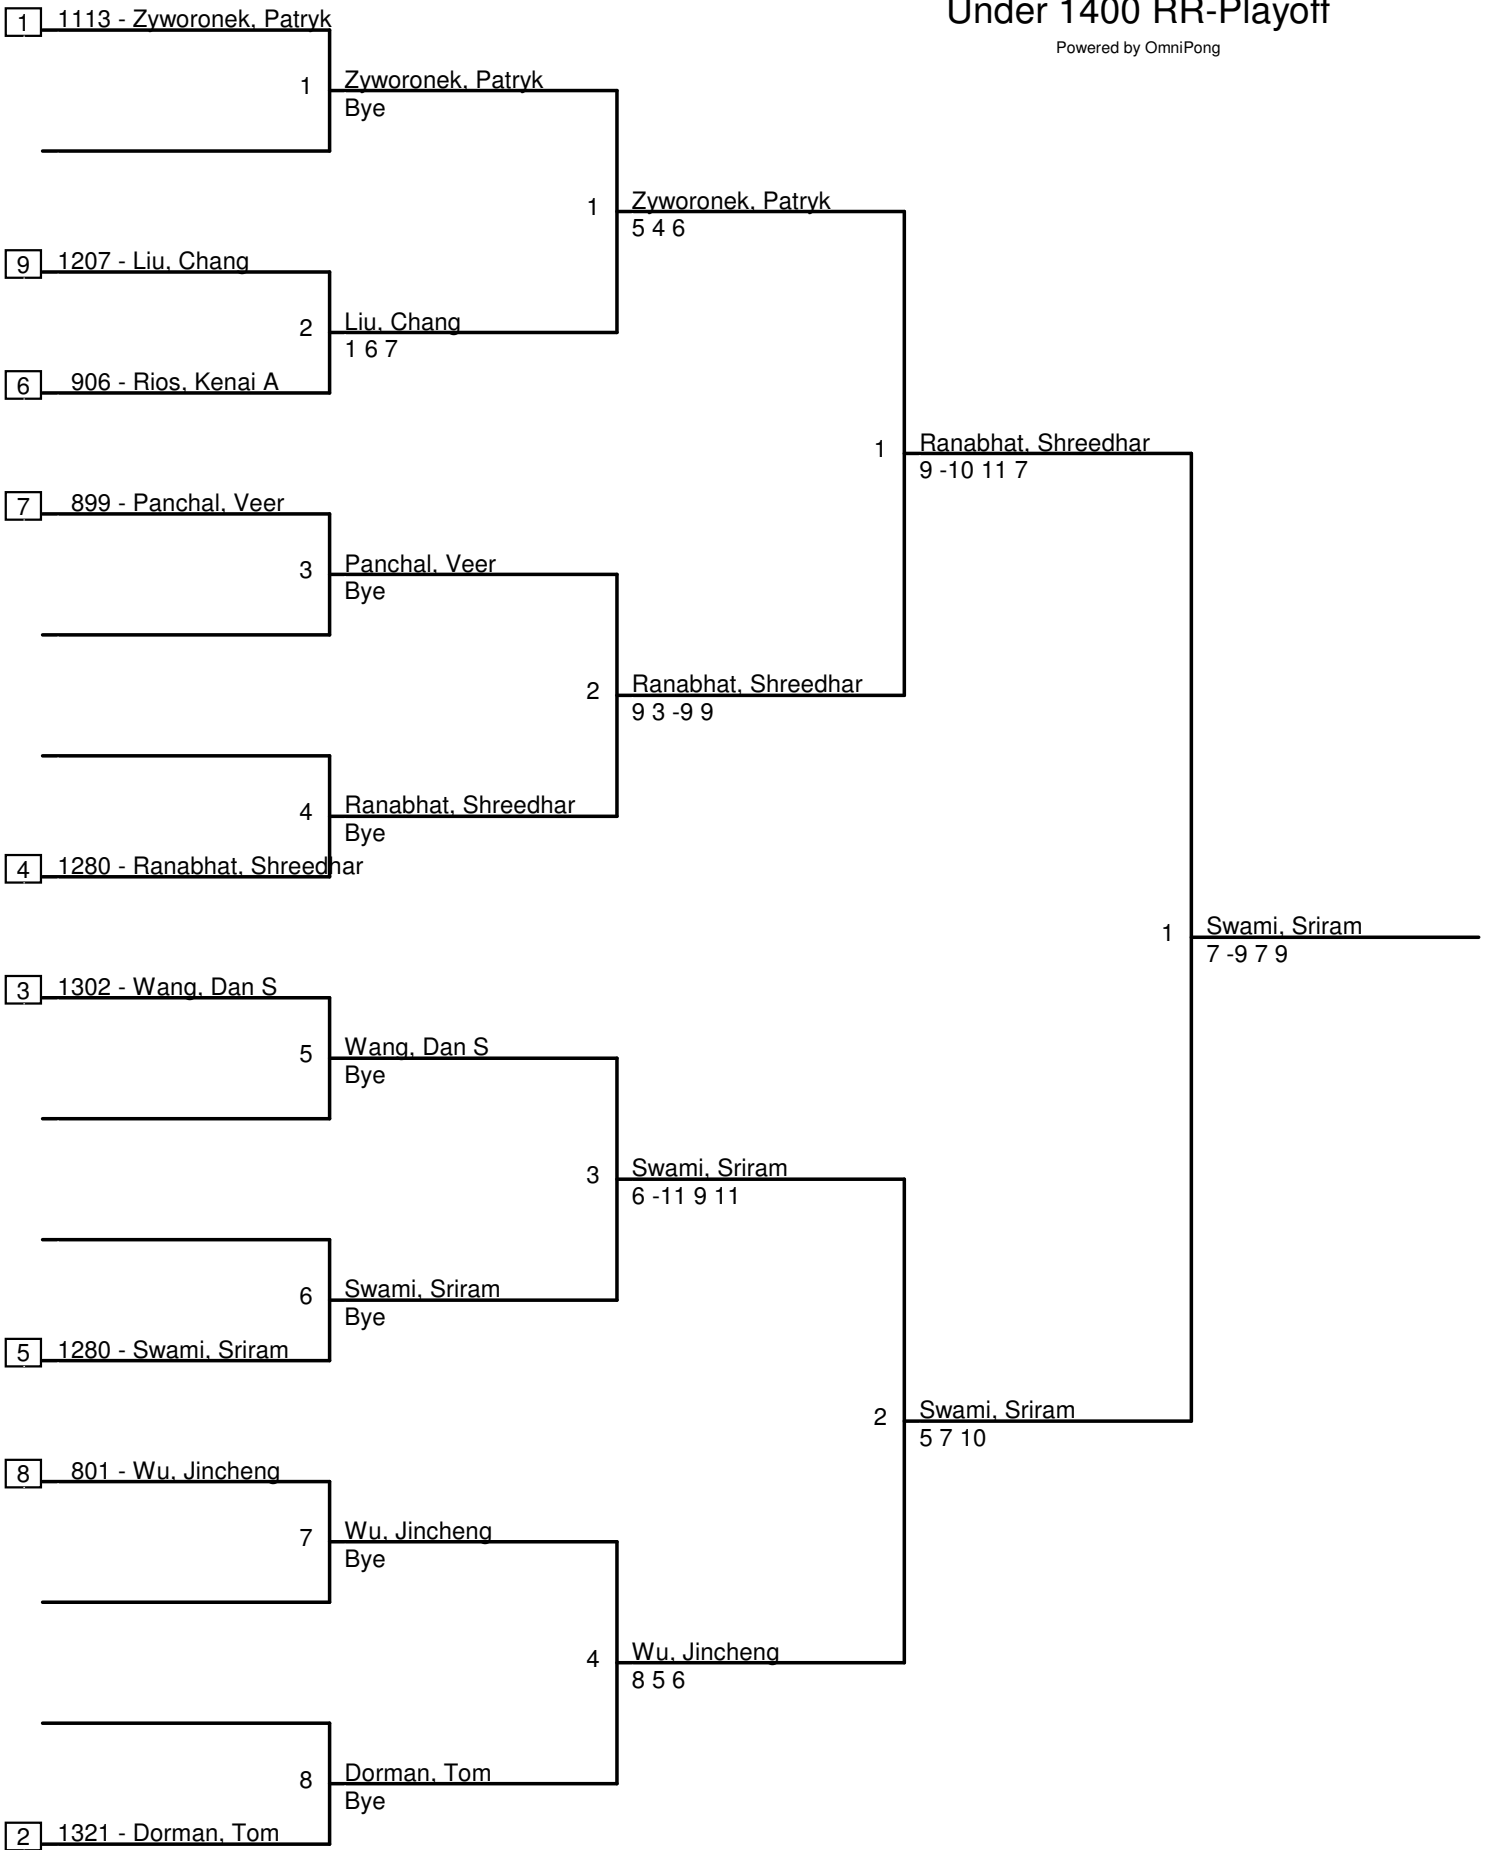 Under 1400 RR-Playoff
Powered by OmniPong
1 1113 - Zyworonek, Patryk
1 Zyworonek, Patryk
Bye
1 Zyworonek, Patryk
5 4 6
9 1207 - Liu, Chang
2 Liu, Chang
1 6 7
6 906 - Rios, Kenai A
1 Ranabhat, Shreedhar
9 -10 11 7
7 899 - Panchal, Veer
3 Panchal, Veer
Bye
2 Ranabhat, Shreedhar
9 3 -9 9
4 Ranabhat, Shreedhar
Bye
4 1280 - Ranabhat, Shreedhar
1 Swami, Sriram
7 -9 7 9
3 1302 - Wang, Dan S
5 Wang, Dan S
Bye
3 Swami, Sriram
6 -11 9 11
6 Swami, Sriram
Bye
5 1280 - Swami, Sriram
2 Swami, Sriram
5 7 10
8 801 - Wu, Jincheng
7 Wu, Jincheng
Bye
4 Wu, Jincheng
8 5 6
8 Dorman, Tom
Bye
2 1321 - Dorman, Tom